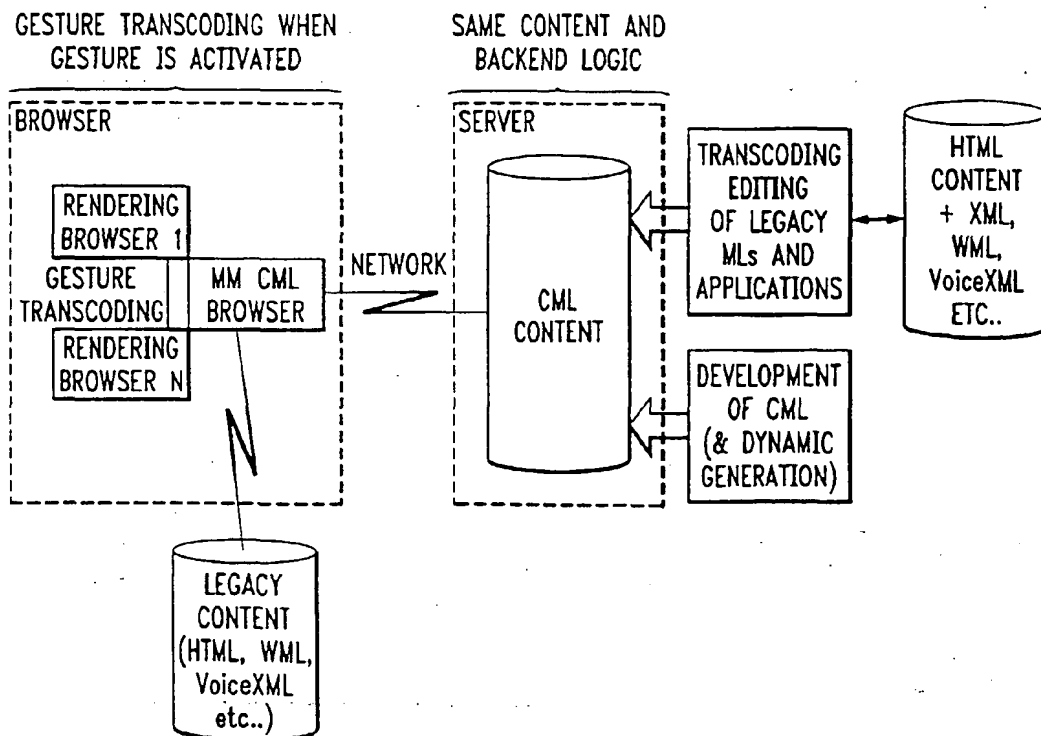 GESTURE TRANSCODING WHEN
GESTURE IS ACTIVATED
SAME CONTENT AND
BACKEND LOGIC
BROWSER
RENDERING
BROWSER 1
GESTURE
TRANSCODING
MM CML
BROWSER
RENDERING
BROWSER N
NETWORK
SERVER
CML
CONTENT
TRANSCODING
EDITING
OF LEGACY
MLs AND
APPLICATIONS
DEVELOPMENT
OF CML
(& DYNAMIC
GENERATION)
HTML
CONTENT
+ XML,
WML,
VoiceXML
ETC..
LEGACY
CONTENT
(HTML, WML,
VoiceXML
etc..)